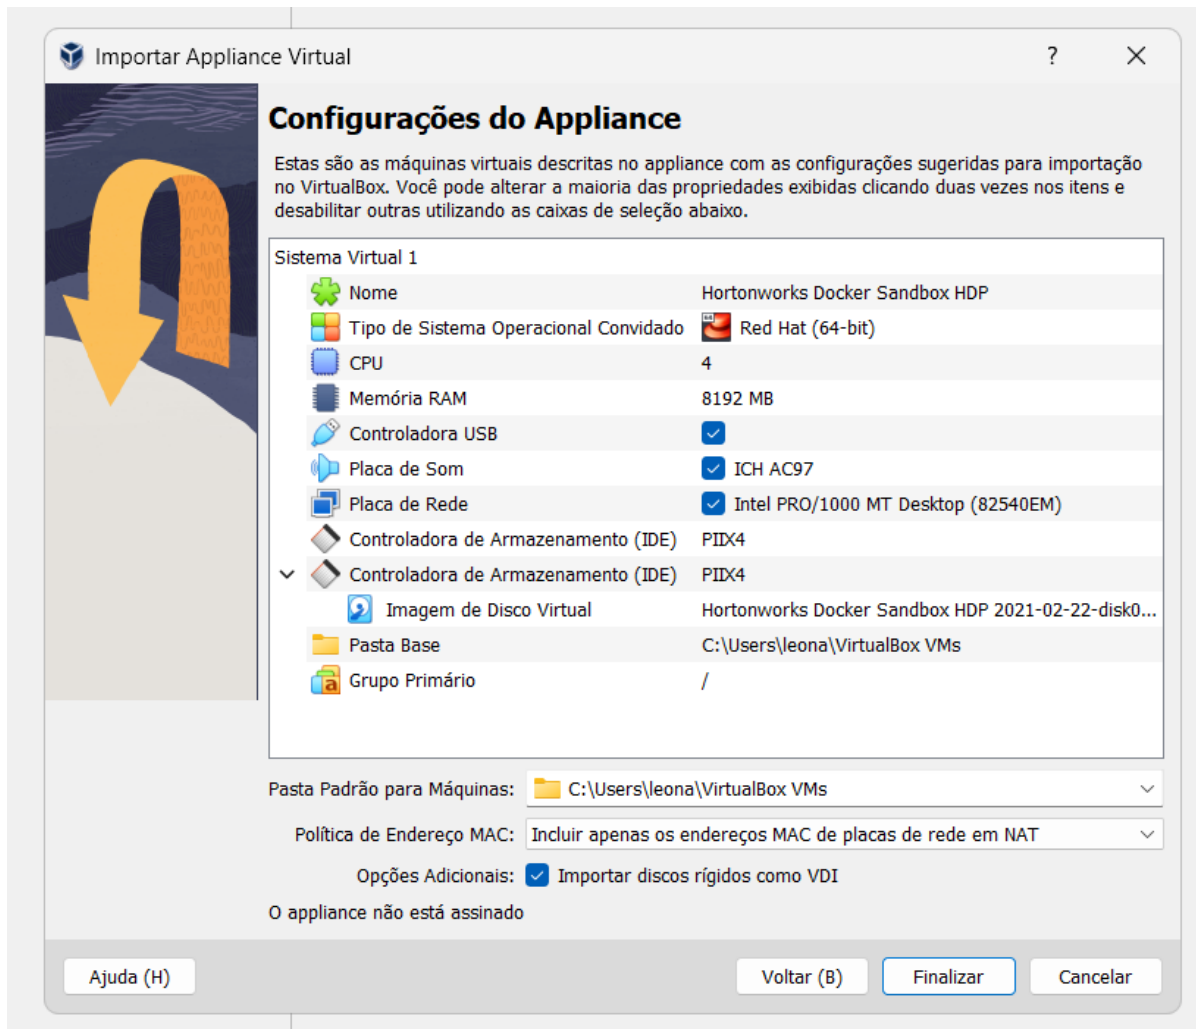 Importar Appliance Virtual ?
Configurações do Appliance
Estas são as máquinas virtuais descritas no appliance com as configurações sugeridas para importação
no VirtualBox. Você pode alterar a maioria das propriedades exibidas clicando duas vezes nos itens e
desabilitar outras utilizando as caixas de seleção abaixo.
Sistema Virtual 1
Nome Hortonworks Docker Sandbox HDP
Tipo de Sistema Operacional Convidado Red Hat (64-bit)
CPU 4
Memória RAM 8192 MB
Controladora USB
Placa de Som ICH AC97
Placa de Rede Intel PRO/1000 MT Desktop (82540EM)
Controladora de Armazenamento (IDE) PIIX4
Controladora de Armazenamento (IDE) PIIX4
Imagem de Disco Virtual Hortonworks Docker Sandbox HDP 2021-02-22-disk0...
Pasta Base C:\Users\leona\VirtualBox VMs
Grupo Primário /
Pasta Padrão para Máquinas: C:\Users\leona\VirtualBox VMs
Política de Endereço MAC: Incluir apenas os endereços MAC de placas de rede em NAT
Opções Adicionais: Importar discos rígidos como VDI
O appliance não está assinado
Ajuda (H) Voltar (B) Finalizar Cancelar